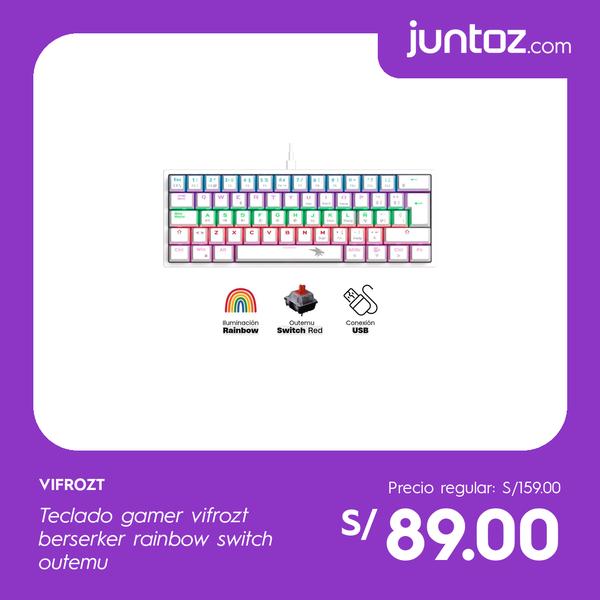 juntoz.com
Iluminación
Rainbow
Outemu
Switch Red
Conexión
USB
VIFROZT
Teclado gamer vifrozt
berserker rainbow switch
outemu
Precio regular: S/159.00
S/89.00